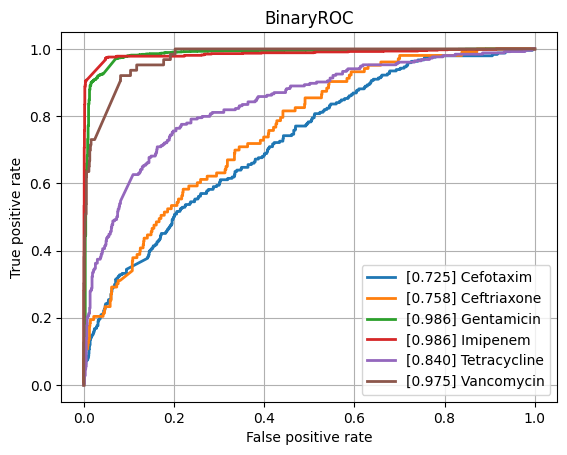 BinaryROC
True positive rate
1.0
0.8
0.6
0.4
0.2
0.0
[0.725] Cefotaxim
[0.758] Ceftriaxone
[0.986] Gentamicin
[0.986] Imipenem
[0.840] Tetracycline
[0.975] Vancomycin
0.0 0.2 0.4 0.6 0.8 1.0
False positive rate